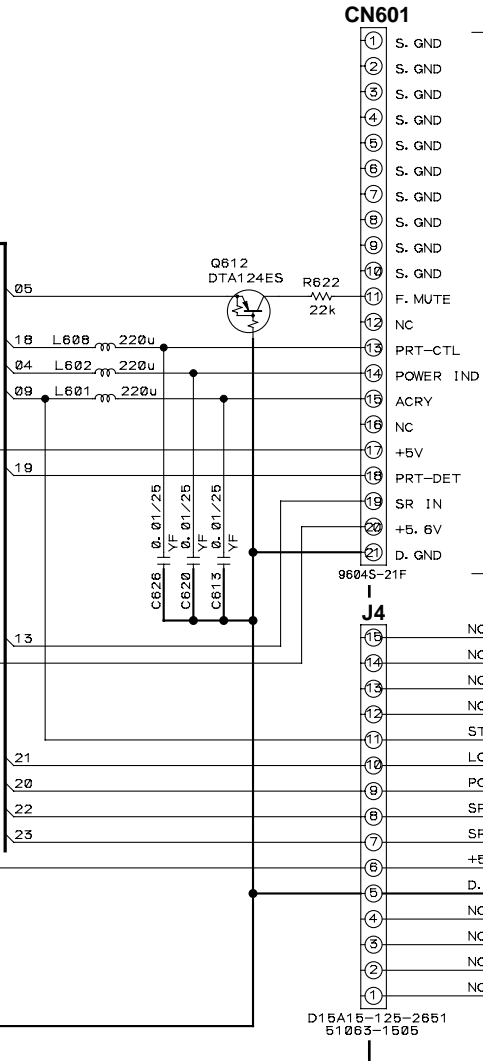 CN601
1 S. GND
2 S. GND
3 S. GND
4 S. GND
5 S. GND
6 S. GND
7 S. GND
8 S. GND
9 S. GND
10 S. GND
Q612
DTA124ES
R622
22k
05
11 F. MUTE
12 NC
18 L608 220u
13 PRT-CTL
04 L602 220u
14 POWER IND
09 L601 220u
15 ACRY
16 NC
17 +5V
19
18 PRT-DET
19 SR IN
20 +5.6V
21 D. GND
C626 0.01/25 YF
C620 0.01/25 YF
C613 0.01/25 YF
9604S-21F
J4
13
15 NC
14 NC
13 NC
12 NC
11 ST
21
10
20
9
22
8
23
7
6 +5
5 D.
4 NC
3 NC
2 NC
1 NC
D15A15-125-2651
51063-1505